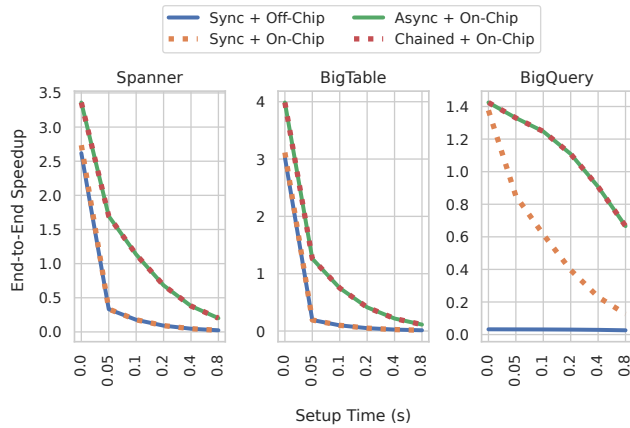 Sync + Off-Chip
Async + On-Chip
Sync + On-Chip
Chained + On-Chip
Spanner
BigTable
BigQuery
End-to-End Speedup
3.5
3.0
2.5
2.0
1.5
1.0
0.5
0.0
4
3
2
1
0
1.4
1.2
1.0
0.8
0.6
0.4
0.2
0.0
0.0 0.05 0.1 0.2 0.4 0.8
0.0 0.05 0.1 0.2 0.4 0.8
0.0 0.05 0.1 0.2 0.4 0.8
Setup Time (s)